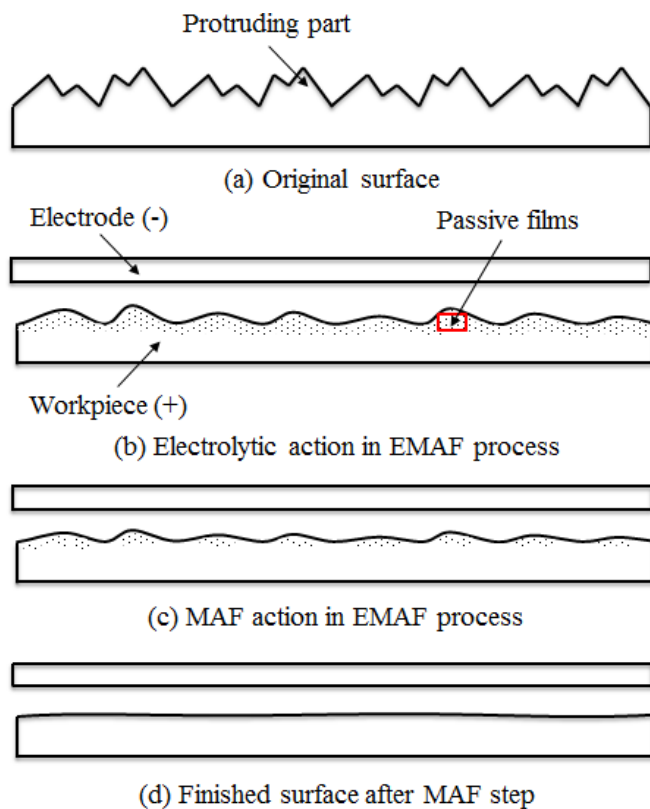 Protruding part
(a) Original surface
Electrode (-)
Passive films
Workpiece (+)
(b) Electrolytic action in EMAF process
(c) MAF action in EMAF process
(d) Finished surface after MAF step